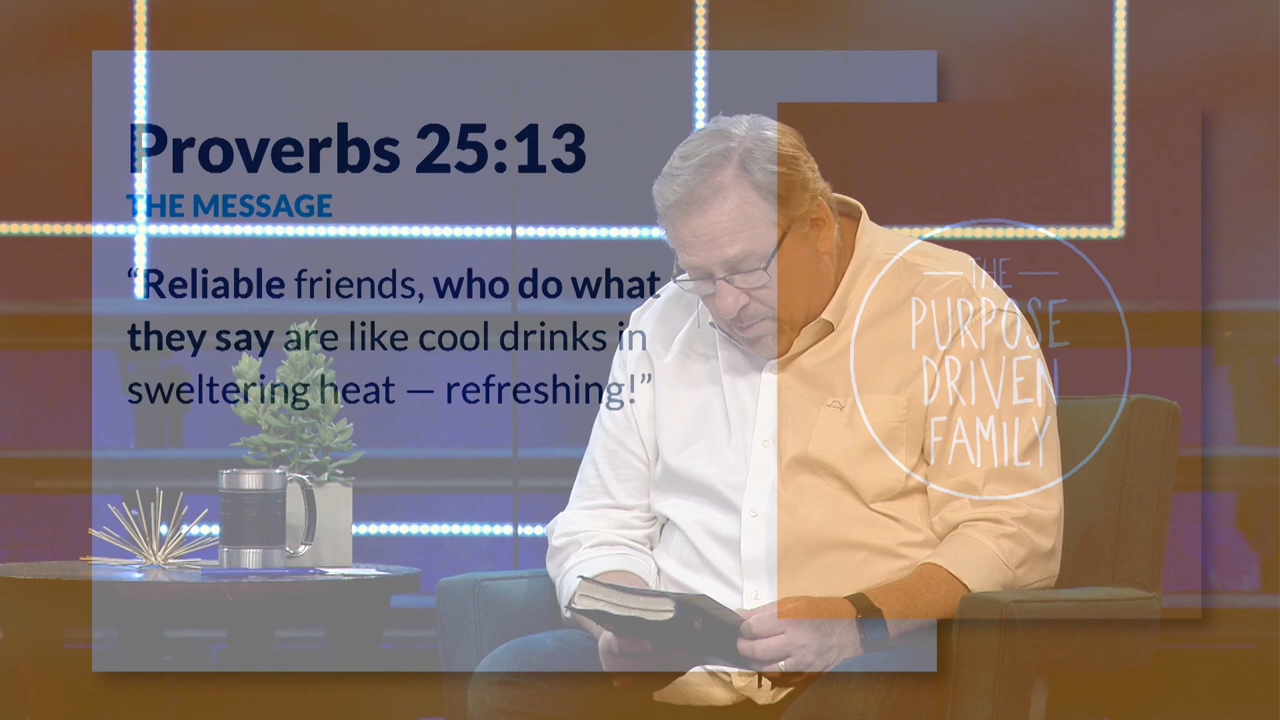 Proverbs 25:13
THE MESSAGE
“Reliable friends, who do what
they say are like cool drinks in
sweltering heat — refreshing!”
THE
PURPOSE
DRIVEN
FAMILY